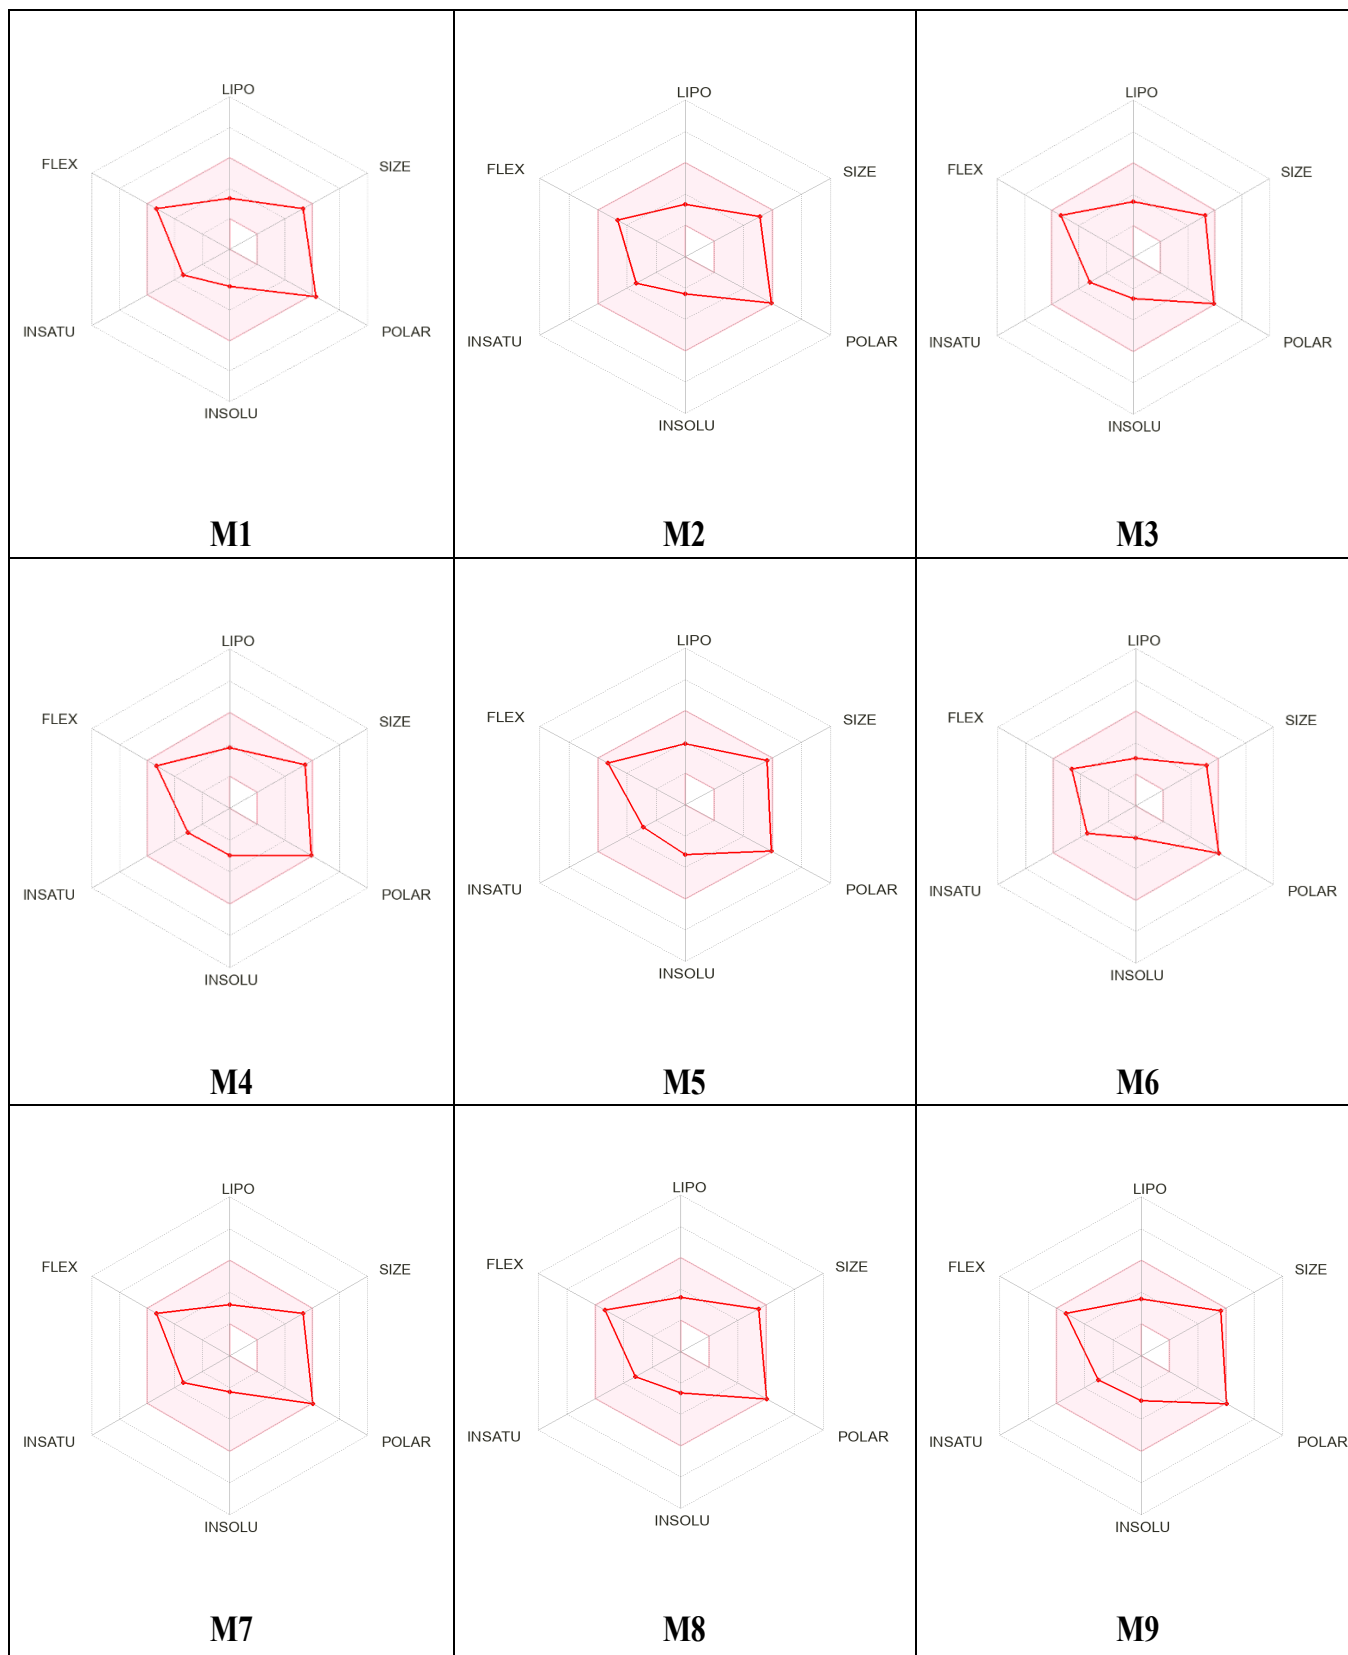 LIPO
FLEX
SIZE
INSATU
POLAR
INSOLU
M1
LIPO
FLEX
SIZE
INSATU
POLAR
INSOLU
M2
LIPO
FLEX
SIZE
INSATU
POLAR
INSOLU
M3
LIPO
FLEX
SIZE
INSATU
POLAR
INSOLU
M4
LIPO
FLEX
SIZE
INSATU
POLAR
INSOLU
M5
LIPO
FLEX
SIZE
INSATU
POLAR
INSOLU
M6
LIPO
FLEX
SIZE
INSATU
POLAR
INSOLU
M7
LIPO
FLEX
SIZE
INSATU
POLAR
INSOLU
M8
LIPO
FLEX
SIZE
INSATU
POLAR
INSOLU
M9